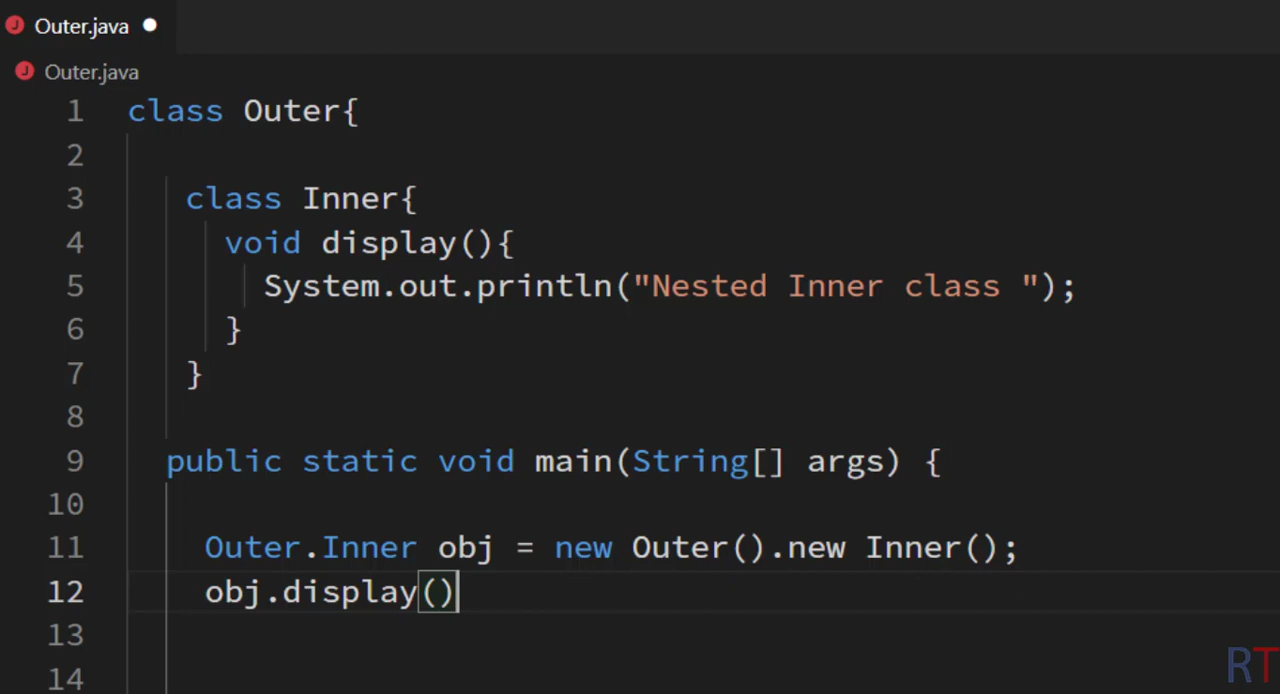 Outer.java
Outer.java
1 class Outer{
2
3 class Inner{
4 void display(){
5 System.out.println("Nested Inner class ");
6 }
7 }
8
9 public static void main(String[] args) {
10
11 Outer.Inner obj = new Outer().new Inner();
12 obj.display()
13
14
RT